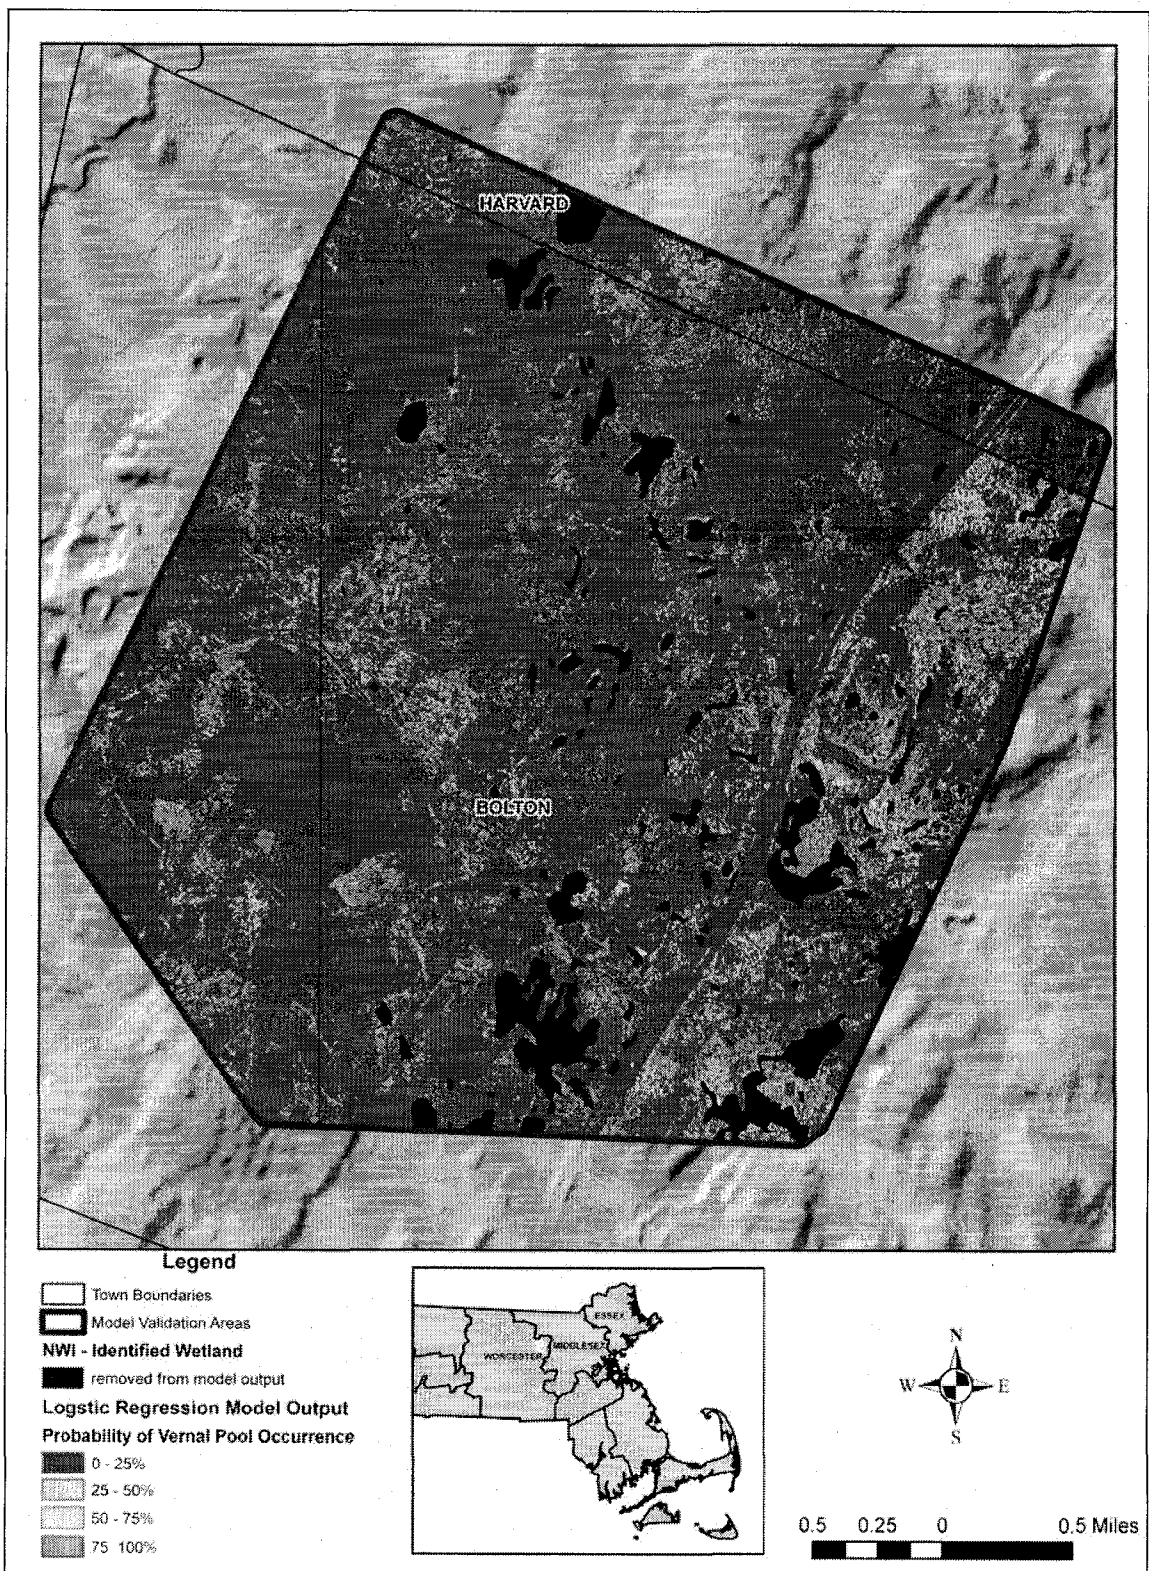 HARVARD
BOLTON
Legend
Town Boundaries
Model Validation Areas
NWI - Identified Wetland
removed from model output
Logstic Regression Model Output
Probability of Vernal Pool Occurrence
0 - 25%
25 - 50%
50 - 75%
75 100%
ESSEX
MIDDLESEX
WORCESTER
N
W E
S
0.5 0.25 0 0.5 Miles